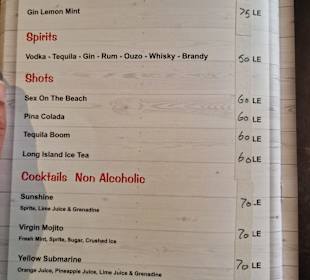 Gin Lemon Mint 75 LE
Spirits
Vodka - Tequila - Gin - Rum - Ouzo - Whisky - Brandy 50 LE
Shots
Sex On The Beach 60 LE
Pina Colada 60 LE
Tequila Boom 60 LE
Long Island Ice Tea 60 LE
Cocktails Non Alcoholic
Sunshine 70 LE
Sprite, Lime Juice & Grenadine
Virgin Mojito 70 LE
Fresh Mint, Sprite, Sugar, Crushed Ice
Yellow Submarine 70 LE
Orange Juice, Pineapple Juice, Lime Juice & Grenadine